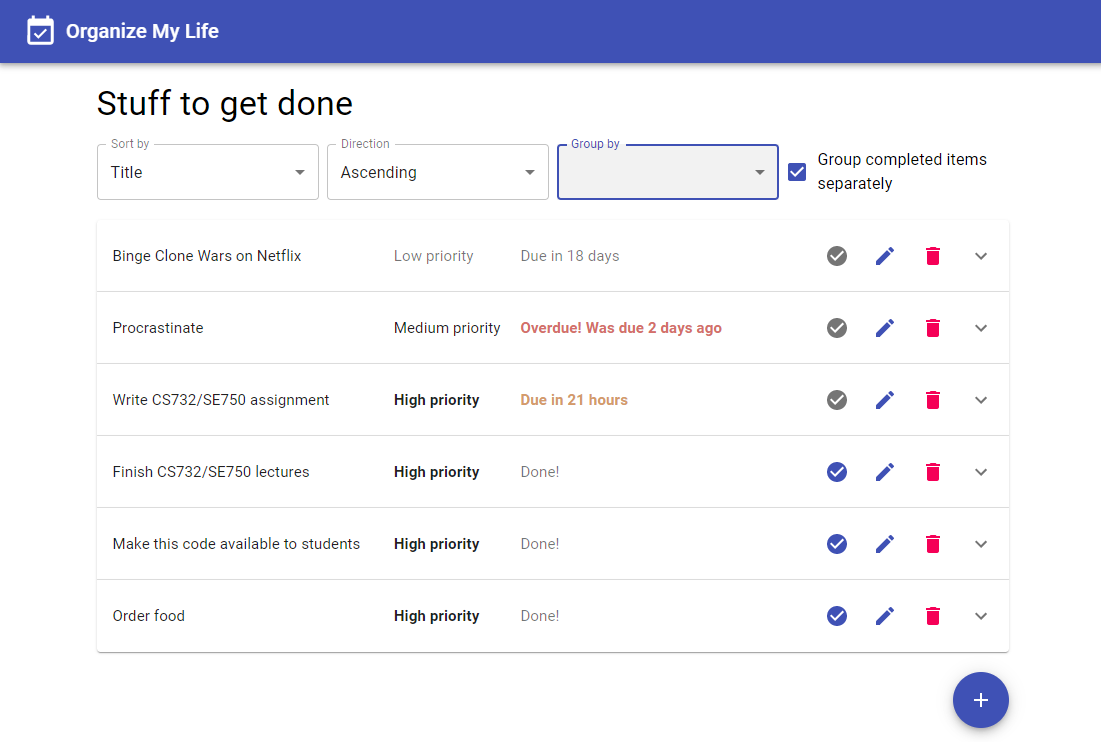 Organize My Life
Stuff to get done
Sort by
Title
Direction
Ascending
Group by
Group completed items
separately
Binge Clone Wars on Netflix Low priority Due in 18 days
Procrastinate Medium priority Overdue! Was due 2 days ago
Write CS732/SE750 assignment High priority Due in 21 hours
Finish CS732/SE750 lectures High priority Done!
Make this code available to students High priority Done!
Order food High priority Done!